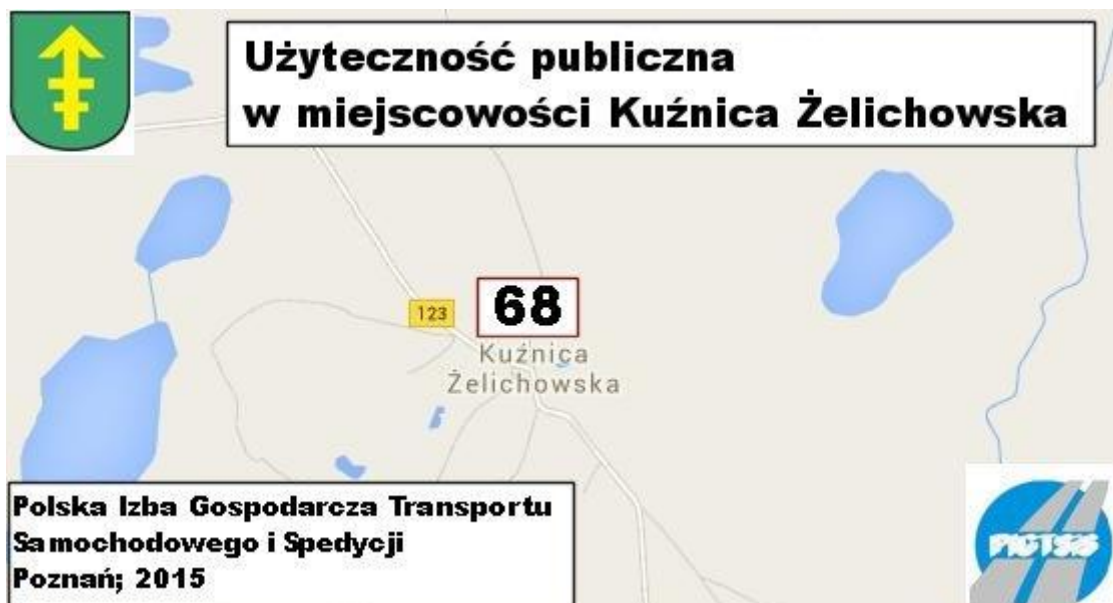 Użyteczność publiczna
w miejscowości Kuźnica Żelichowska
123
68
Kuźnica
Żelichowska
Polska Izba Gospodarcza Transportu
Samochodowego i Spedycji
Poznań; 2015
PIGTSiS